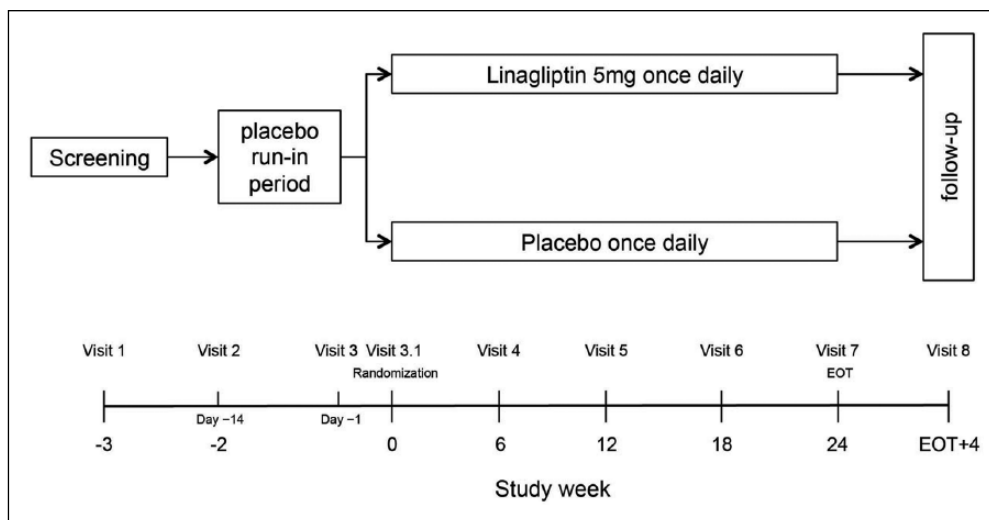 Linagliptin 5mg once daily
placebo
run-in
period
Screening
follow-up
Placebo once daily
Visit 1 Visit 2 Visit 3 Visit 3.1 Visit 4 Visit 5 Visit 6 Visit 7 Visit 8
Randomization EOT
Day −14 Day −1
-3 -2 0 6 12 18 24 EOT+4
Study week